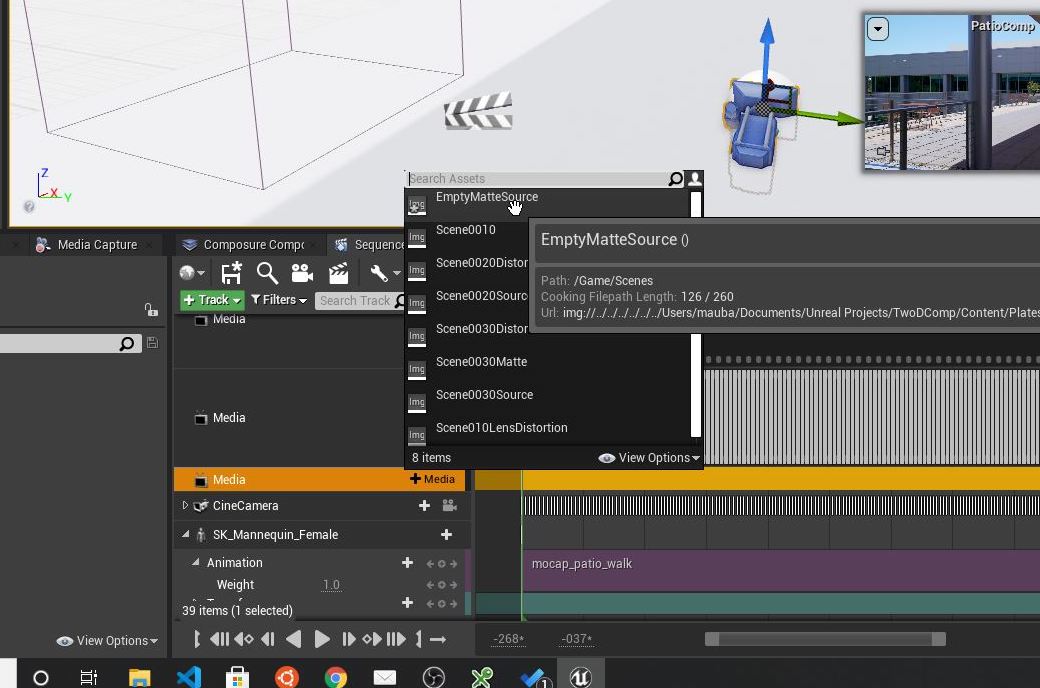 PatioComp
Z
X
Y
Search Assets
EmptyMatteSource
Scene0010
Scene0020Distor
Scene0020Sourc
Scene0030Distor
Scene0030Matte
Scene0030Source
Scene010LensDistortion
8 items
View Options
EmptyMatteSource ()
Path: /Game/Scenes
Cooking Filepath Length: 126 / 260
Url: img://../../../../../../Users/mauba/Documents/Unreal Projects/TwoDComp/Content/Plates
Media Capture
Composure Compo
Sequence
Track
Filters
Search Track
Media
Media
Media
+ Media
CineCamera
SK_Mannequin_Female
Animation
Weight
1.0
39 items (1 selected)
mocap_patio_walk
View Options
-268*
-037*
1